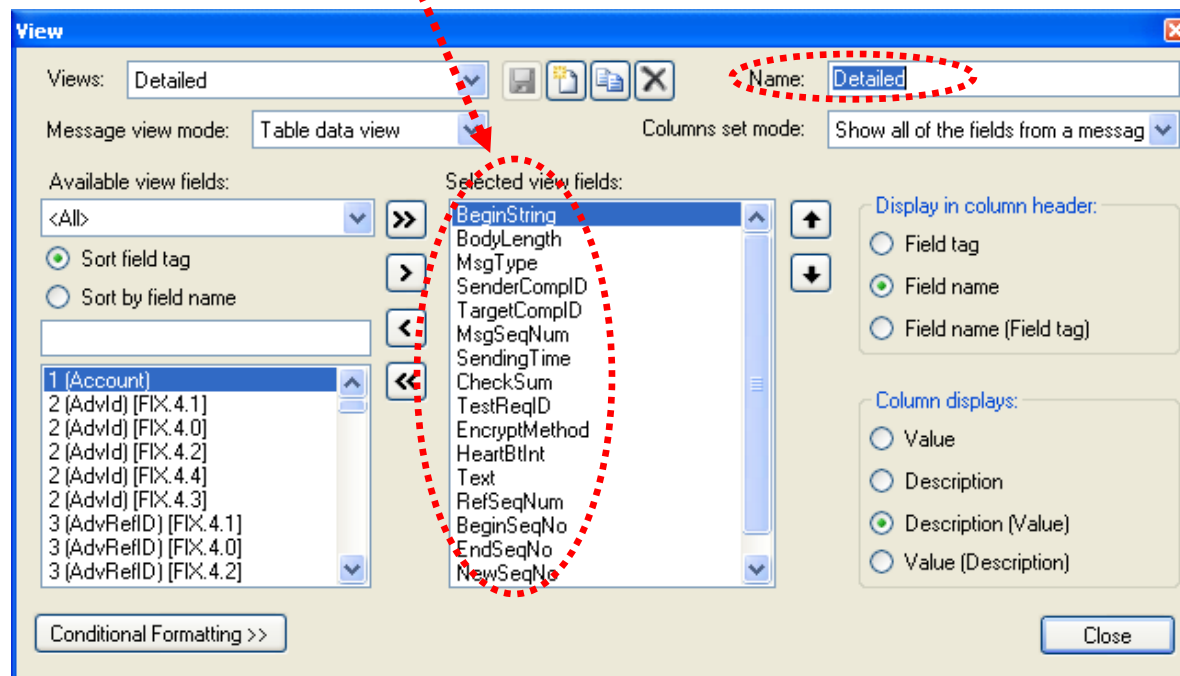 View
Views: Detailed Name: Detailed
Message view mode: Table data view Columns set mode: Show all of the fields from a messag
Available view fields:
<All>
Sort field tag
Sort by field name
1 (Account)
2 (AdvId) [FIX.4.1]
2 (AdvId) [FIX.4.0]
2 (AdvId) [FIX.4.2]
2 (AdvId) [FIX.4.4]
2 (AdvId) [FIX.4.3]
3 (AdvRefID) [FIX.4.1]
3 (AdvRefID) [FIX.4.0]
3 (AdvRefID) [FIX.4.2]
>>
>
<
<<
Selected view fields:
BeginString
BodyLength
MsgType
SenderCompID
TargetCompID
MsgSeqNum
SendingTime
CheckSum
TestReqID
EncryptMethod
HeartBtInt
Text
RefSeqNum
BeginSeqNo
EndSeqNo
NewSeqNo
Display in column header:
Field tag
Field name
Field name (Field tag)
Column displays:
Value
Description
Description (Value)
Value (Description)
Conditional Formatting >>
Close